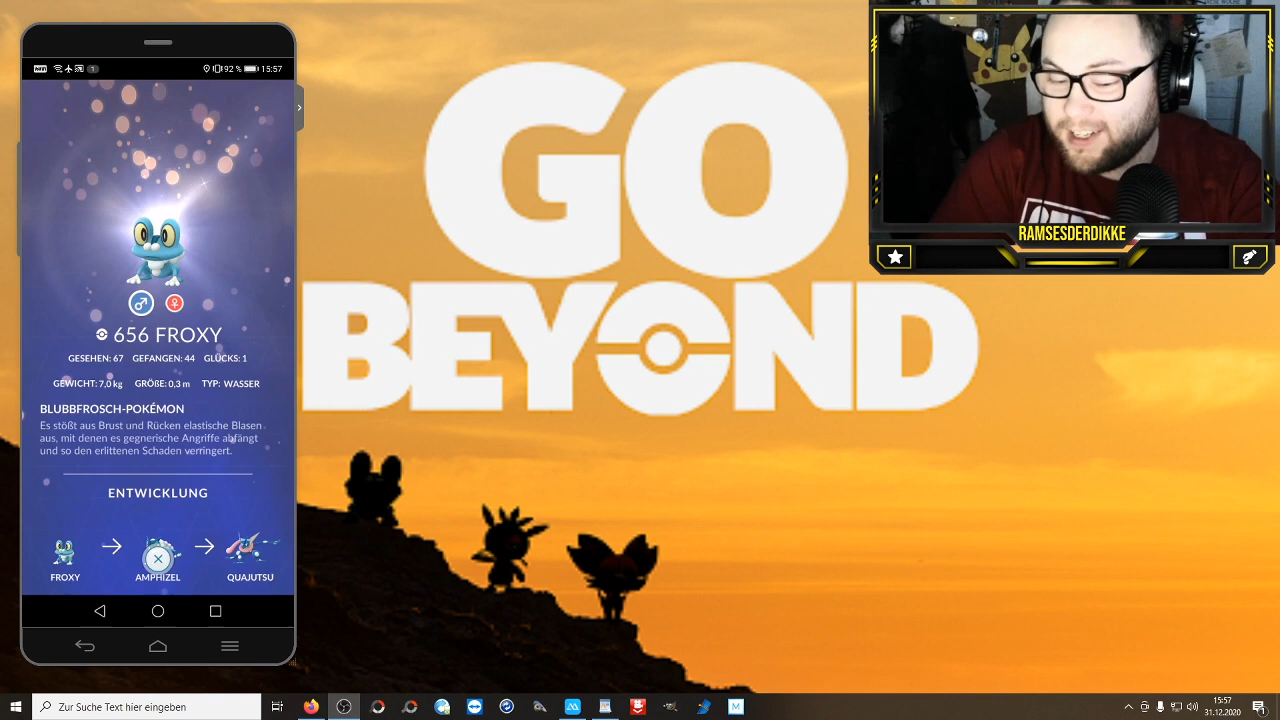 1
92 %
15:57
656 FROXY
GESEHEN: 67 GEFANGEN: 44 GLÜCKS: 1
GEWICHT: 7,0 kg GRÖßE: 0,3 m TYP: WASSER
BLUBBFROSCH-POKÉMON
Es stößt aus Brust und Rücken elastische Blasen
aus, mit denen es gegnerische Angriffe abfängt
und so den erlittenen Schaden verringert.
ENTWICKLUNG
FROXY AMPHIZEL QUAJUTSU
GO
BEYOND
RAMSESDERDIKKE
Zur Suche Text hier eingeben
M
15:57
31.12.2020